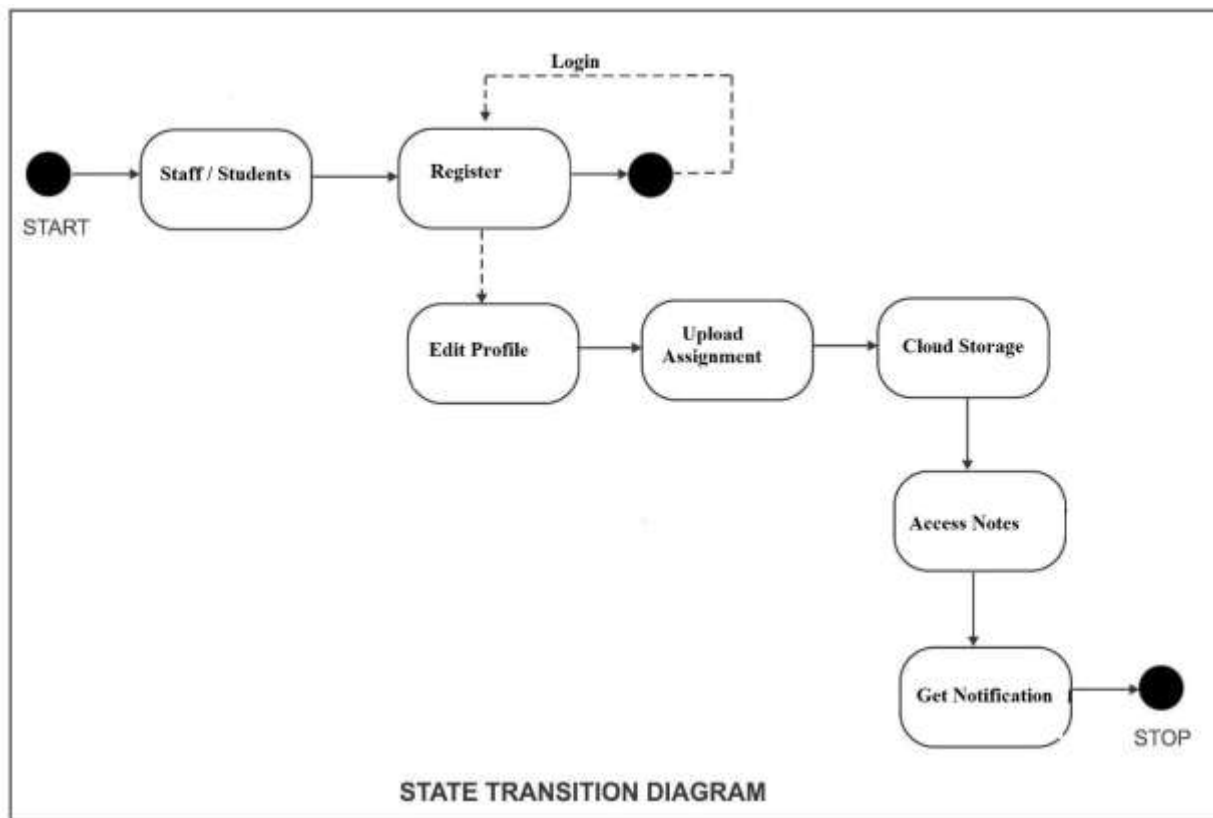 Login
Staff / Students
Register
START
Edit Profile
Upload
Assignment
Cloud Storage
Access Notes
Get Notification
STOP
STATE TRANSITION DIAGRAM